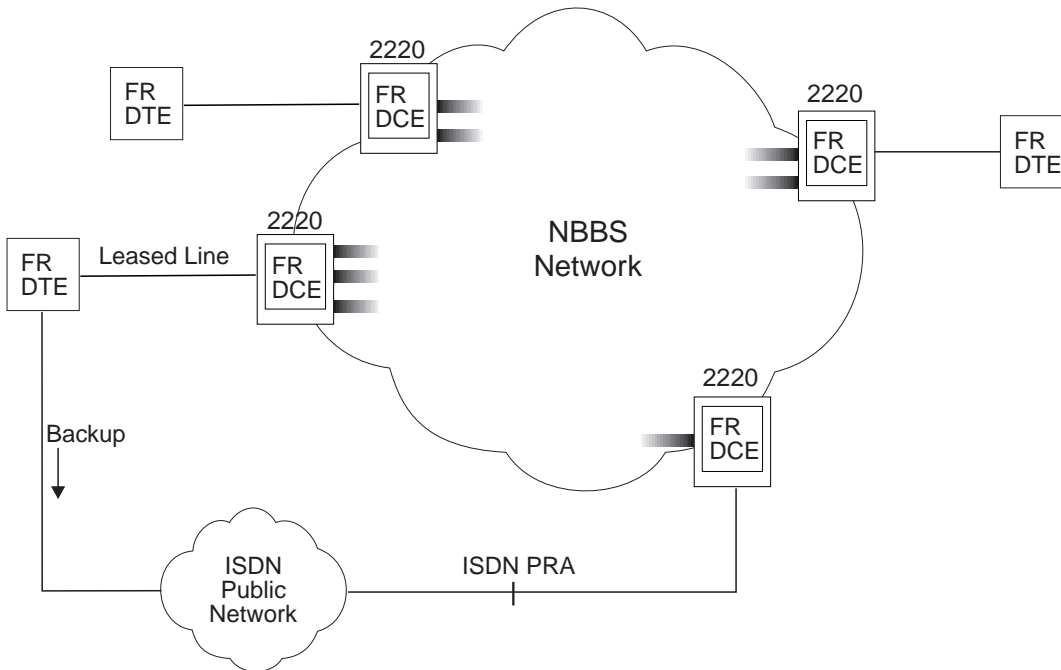 2220
FR
DTE
FR
DCE
2220
FR
DCE
FR
DTE
2220
FR
DTE
Leased Line
FR
DCE
NBBS
Network
2220
FR
DCE
Backup
ISDN
Public
Network
ISDN PRA